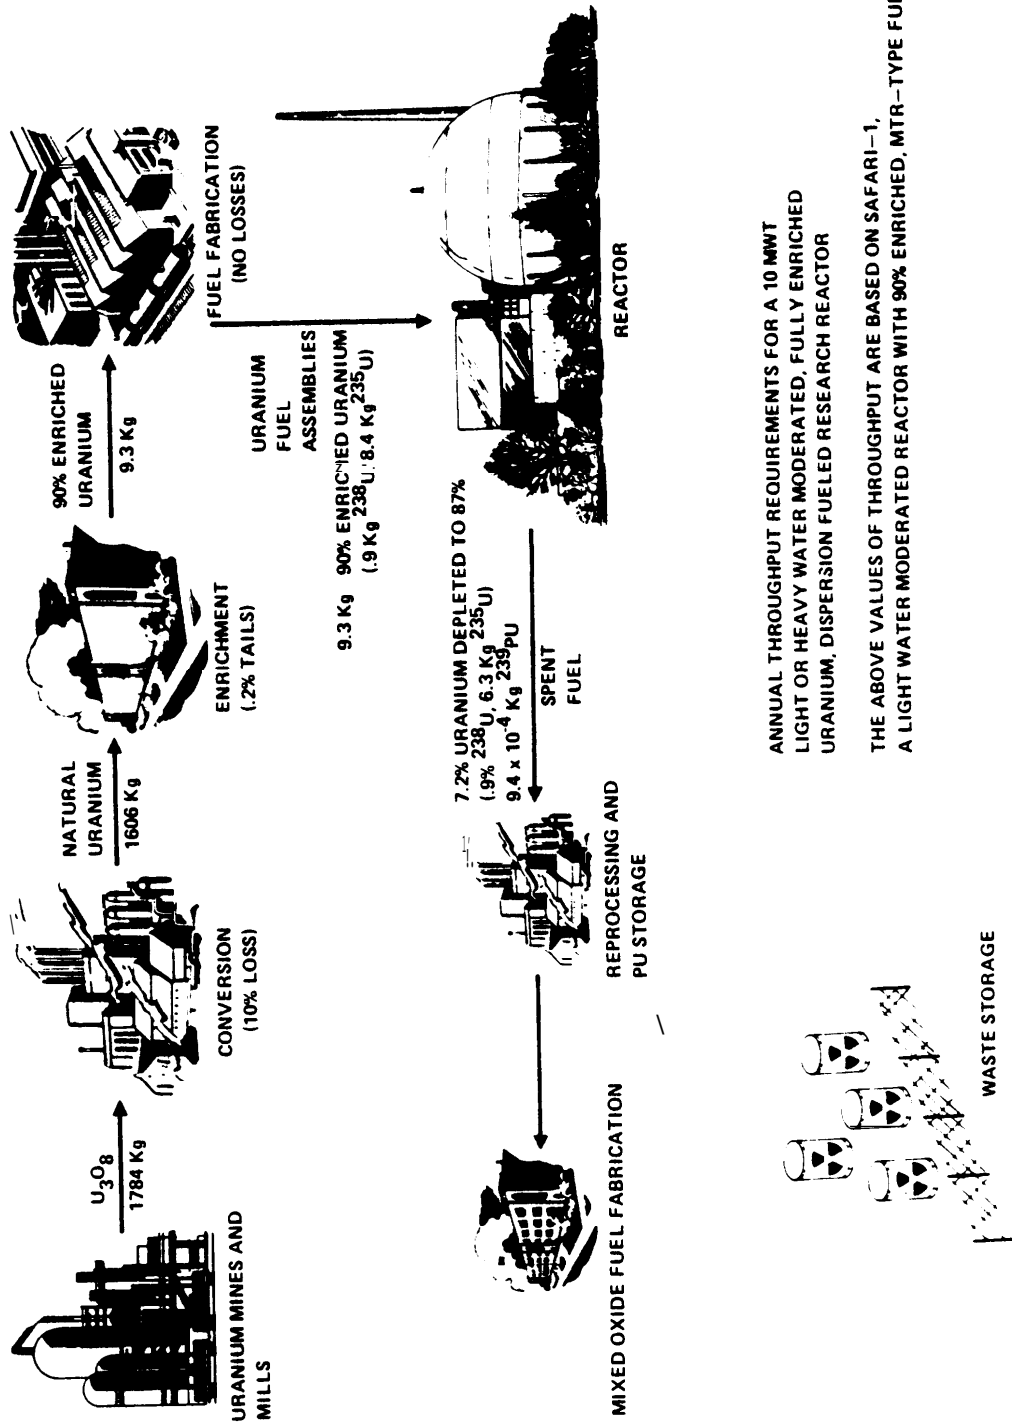 U3O8
1784 Kg
URANIUM MINES AND
MILLS
CONVERSION
(10% LOSS)
NATURAL
URANIUM
1606 Kg
ENRICHMENT
(.2% TAILS)
90% ENRICHED
URANIUM
9.3 Kg
FUEL FABRICATION
(NO LOSSES)
URANIUM
FUEL
ASSEMBLIES
9.3 Kg 90% ENRICHED URANIUM
(.9 Kg 238U, 8.4 Kg 235U)
REACTOR
7.2% URANIUM DEPLETED TO 87%
(.9% 238U, 6.3 Kg 235U)
9.4 x 10-4 Kg 239PU
SPENT
FUEL
REPROCESSING AND
PU STORAGE
MIXED OXIDE FUEL FABRICATION
ANNUAL THROUGHPUT REQUIREMENTS FOR A 10 MWT
LIGHT OR HEAVY WATER MODERATED, FULLY ENRICHED
URANIUM, DISPERSION FUELED RESEARCH REACTOR
THE ABOVE VALUES OF THROUGHPUT ARE BASED ON SAFARI-1,
A LIGHT WATER MODERATED REACTOR WITH 90% ENRICHED, MTR-TYPE
WASTE STORAGE